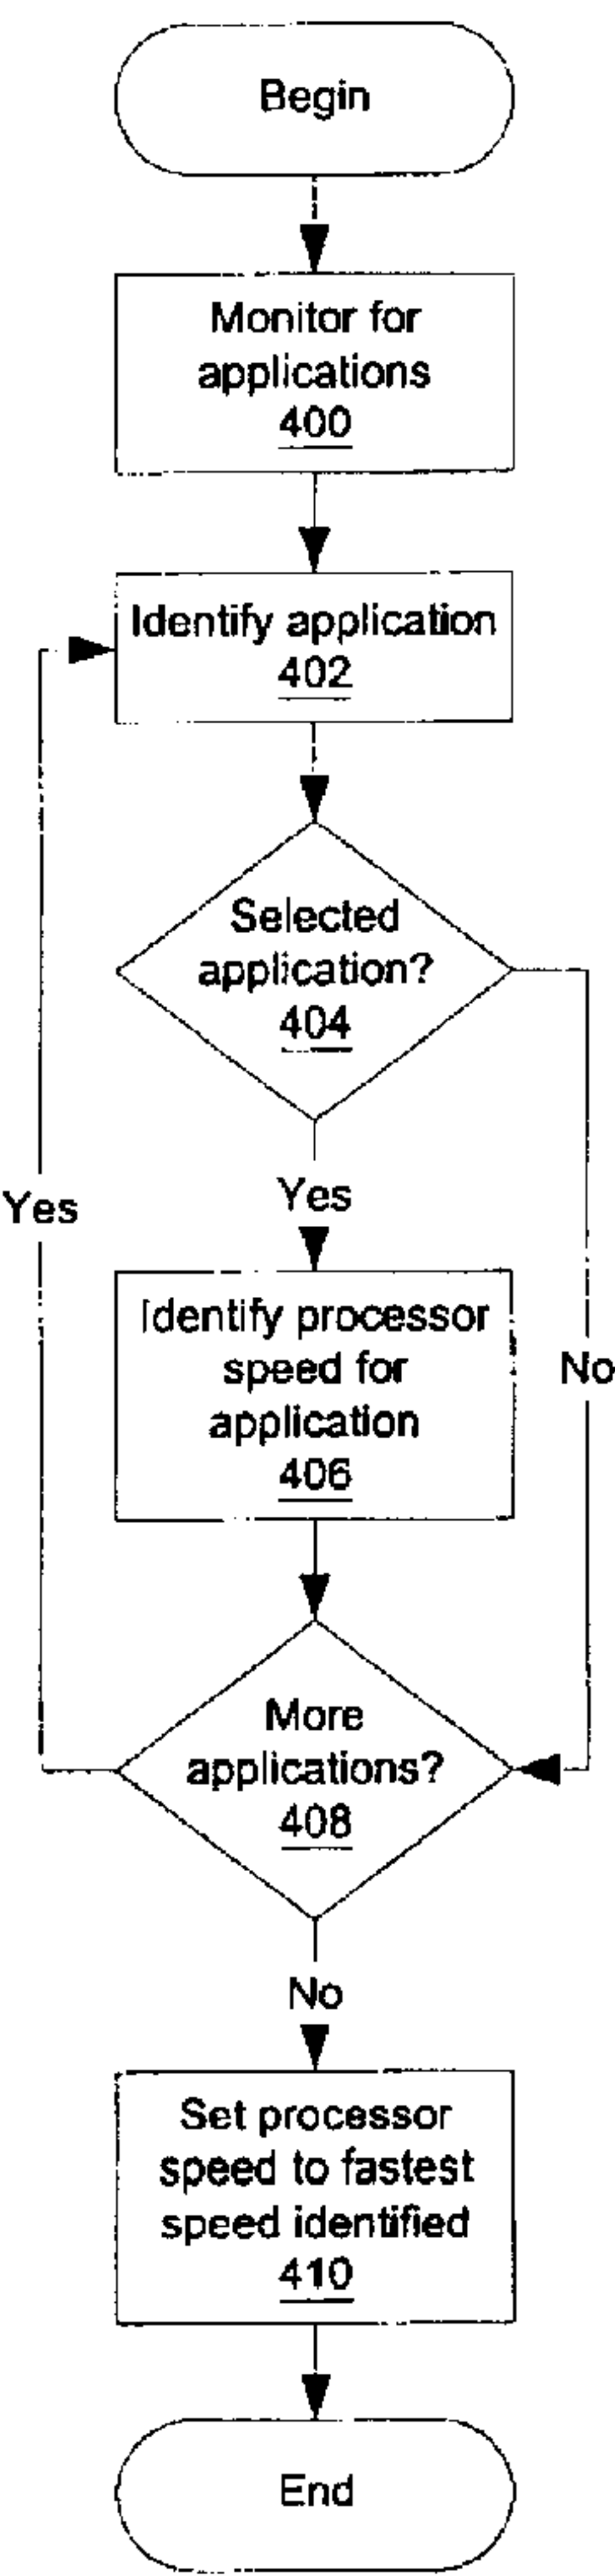 Begin
Monitor for
applications
400
Identify application
402
Selected
application?
404
Yes
Yes
Identify processor
speed for
application
406
No
More
applications?
408
No
Set processor
speed to fastest
speed identified
410
End